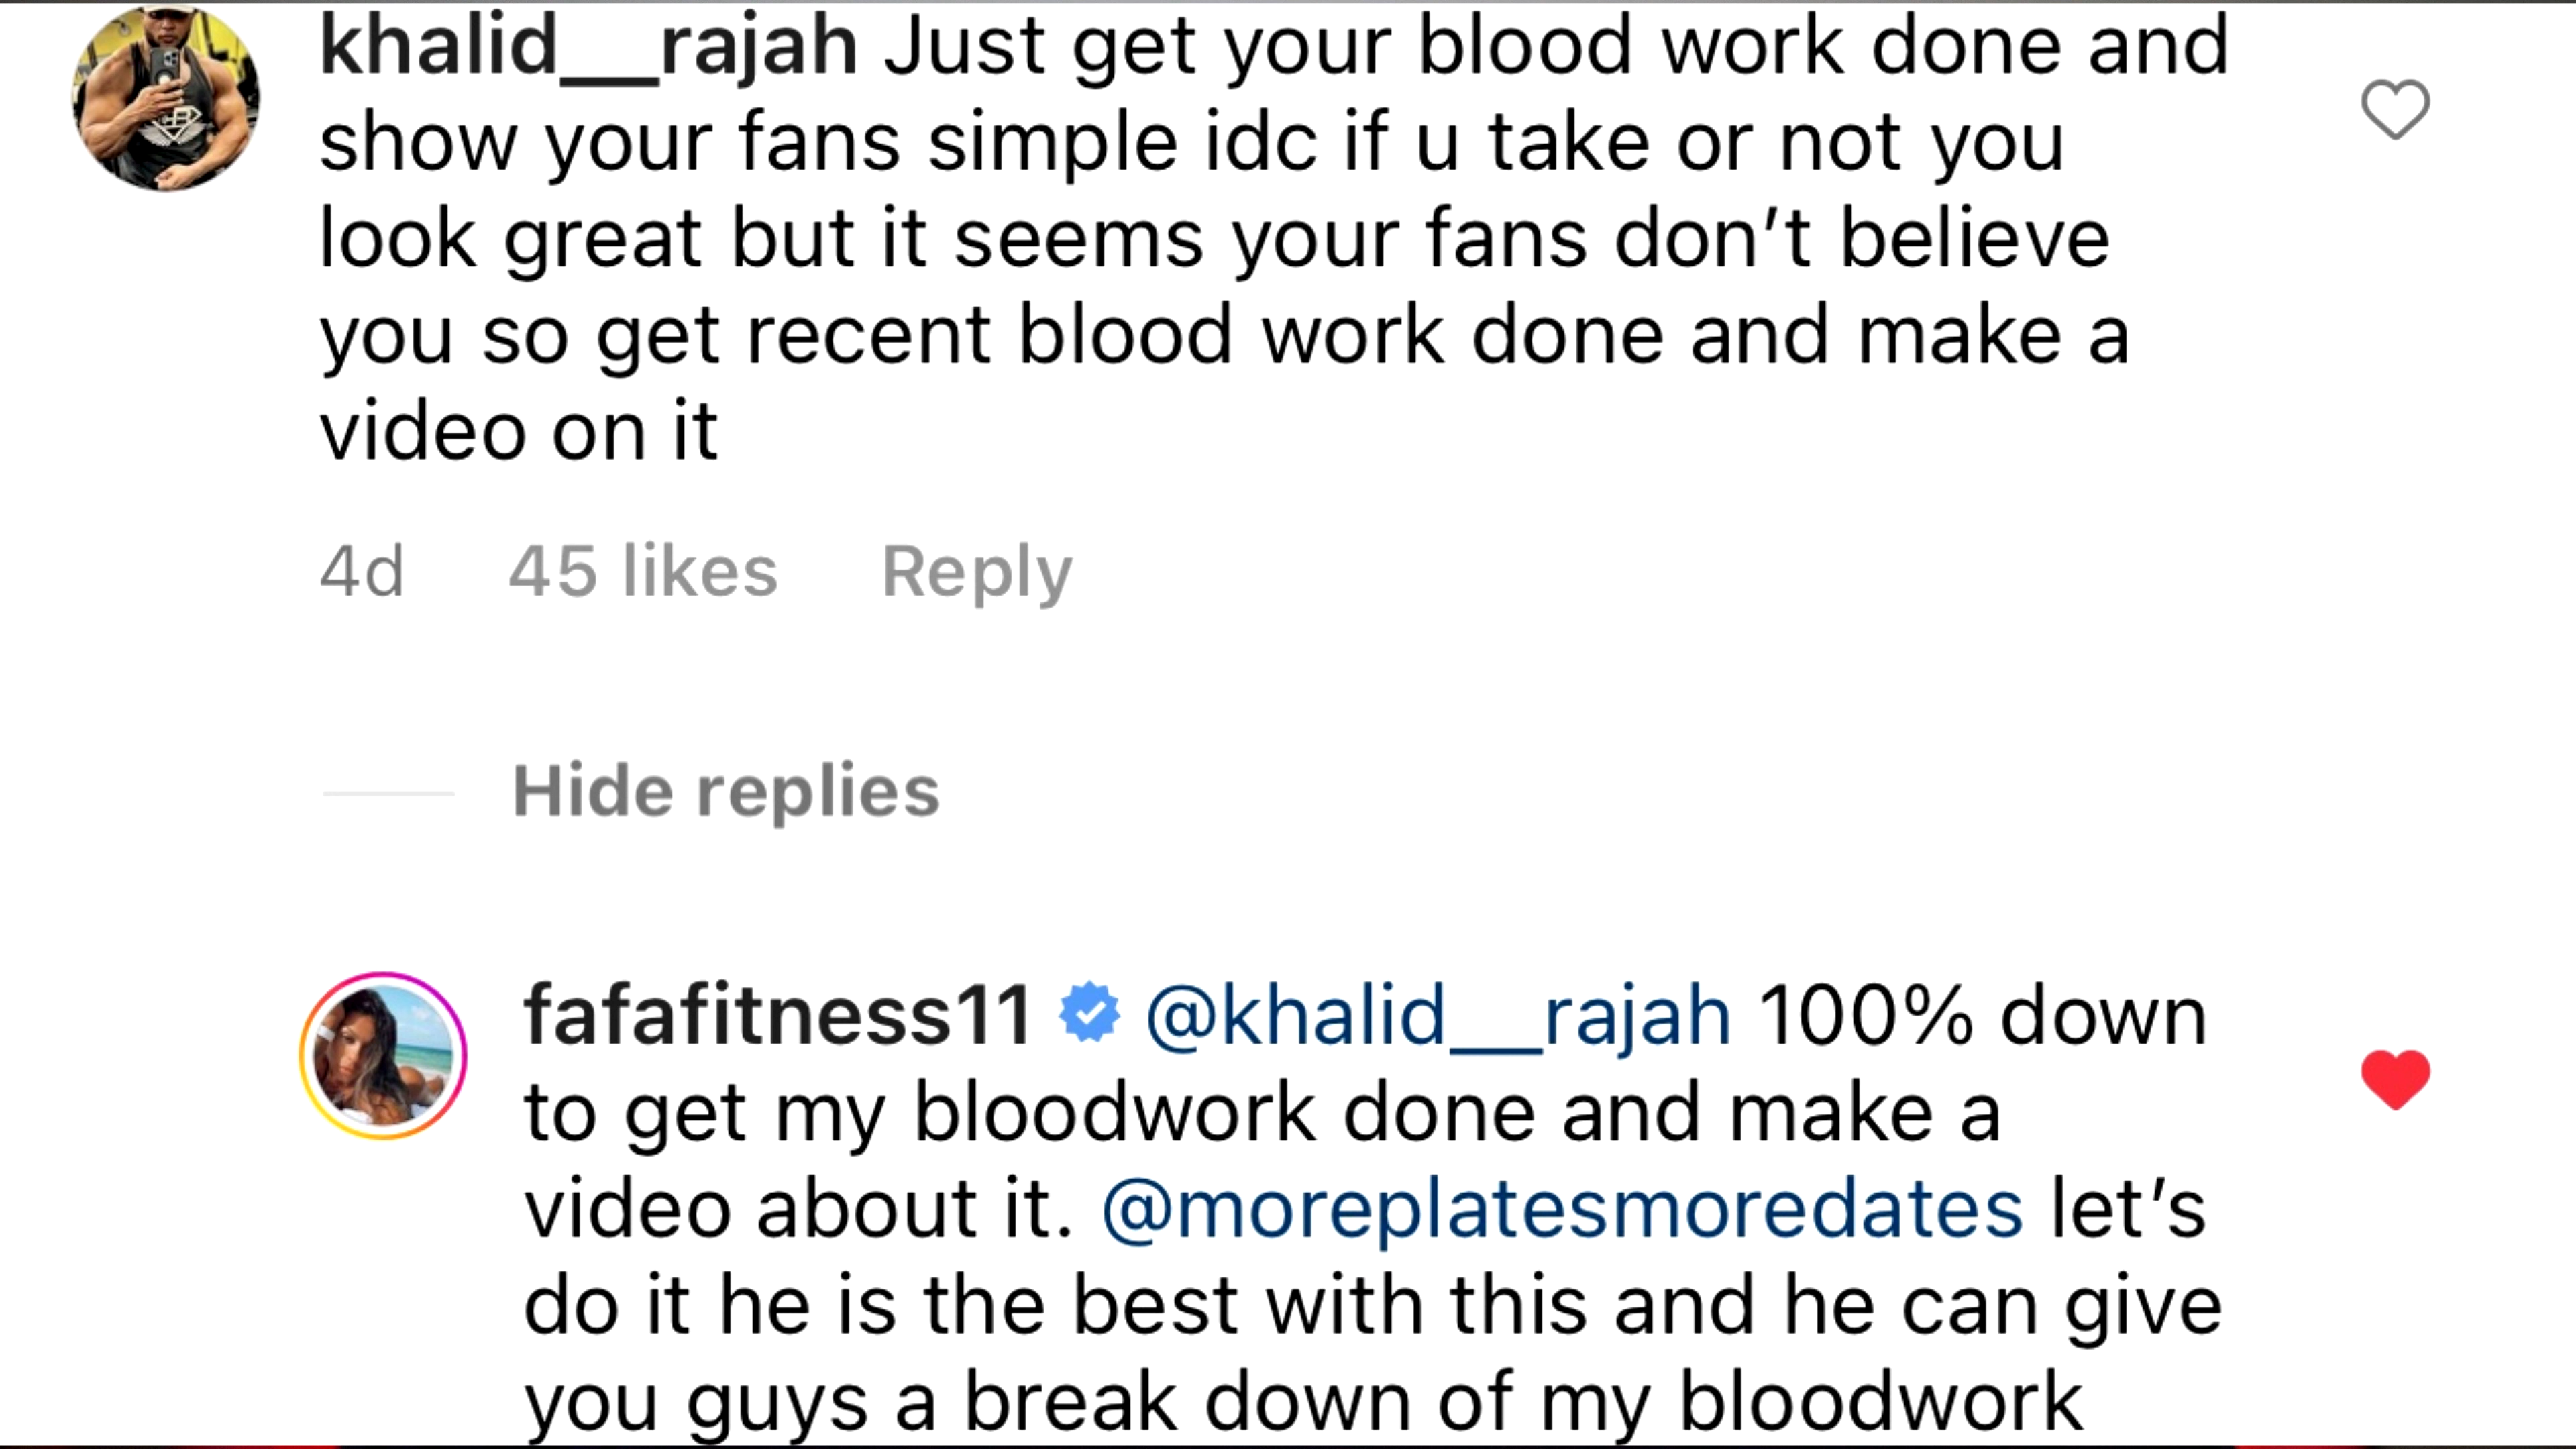 khalid__rajah Just get your blood work done and
show your fans simple idc if u take or not you
look great but it seems your fans don’t believe
you so get recent blood work done and make a
video on it
4d 45 likes Reply
Hide replies
fafafitness11 @khalid__rajah 100% down
to get my bloodwork done and make a
video about it. @moreplatesmoredates let’s
do it he is the best with this and he can give
you guys a break down of my bloodwork